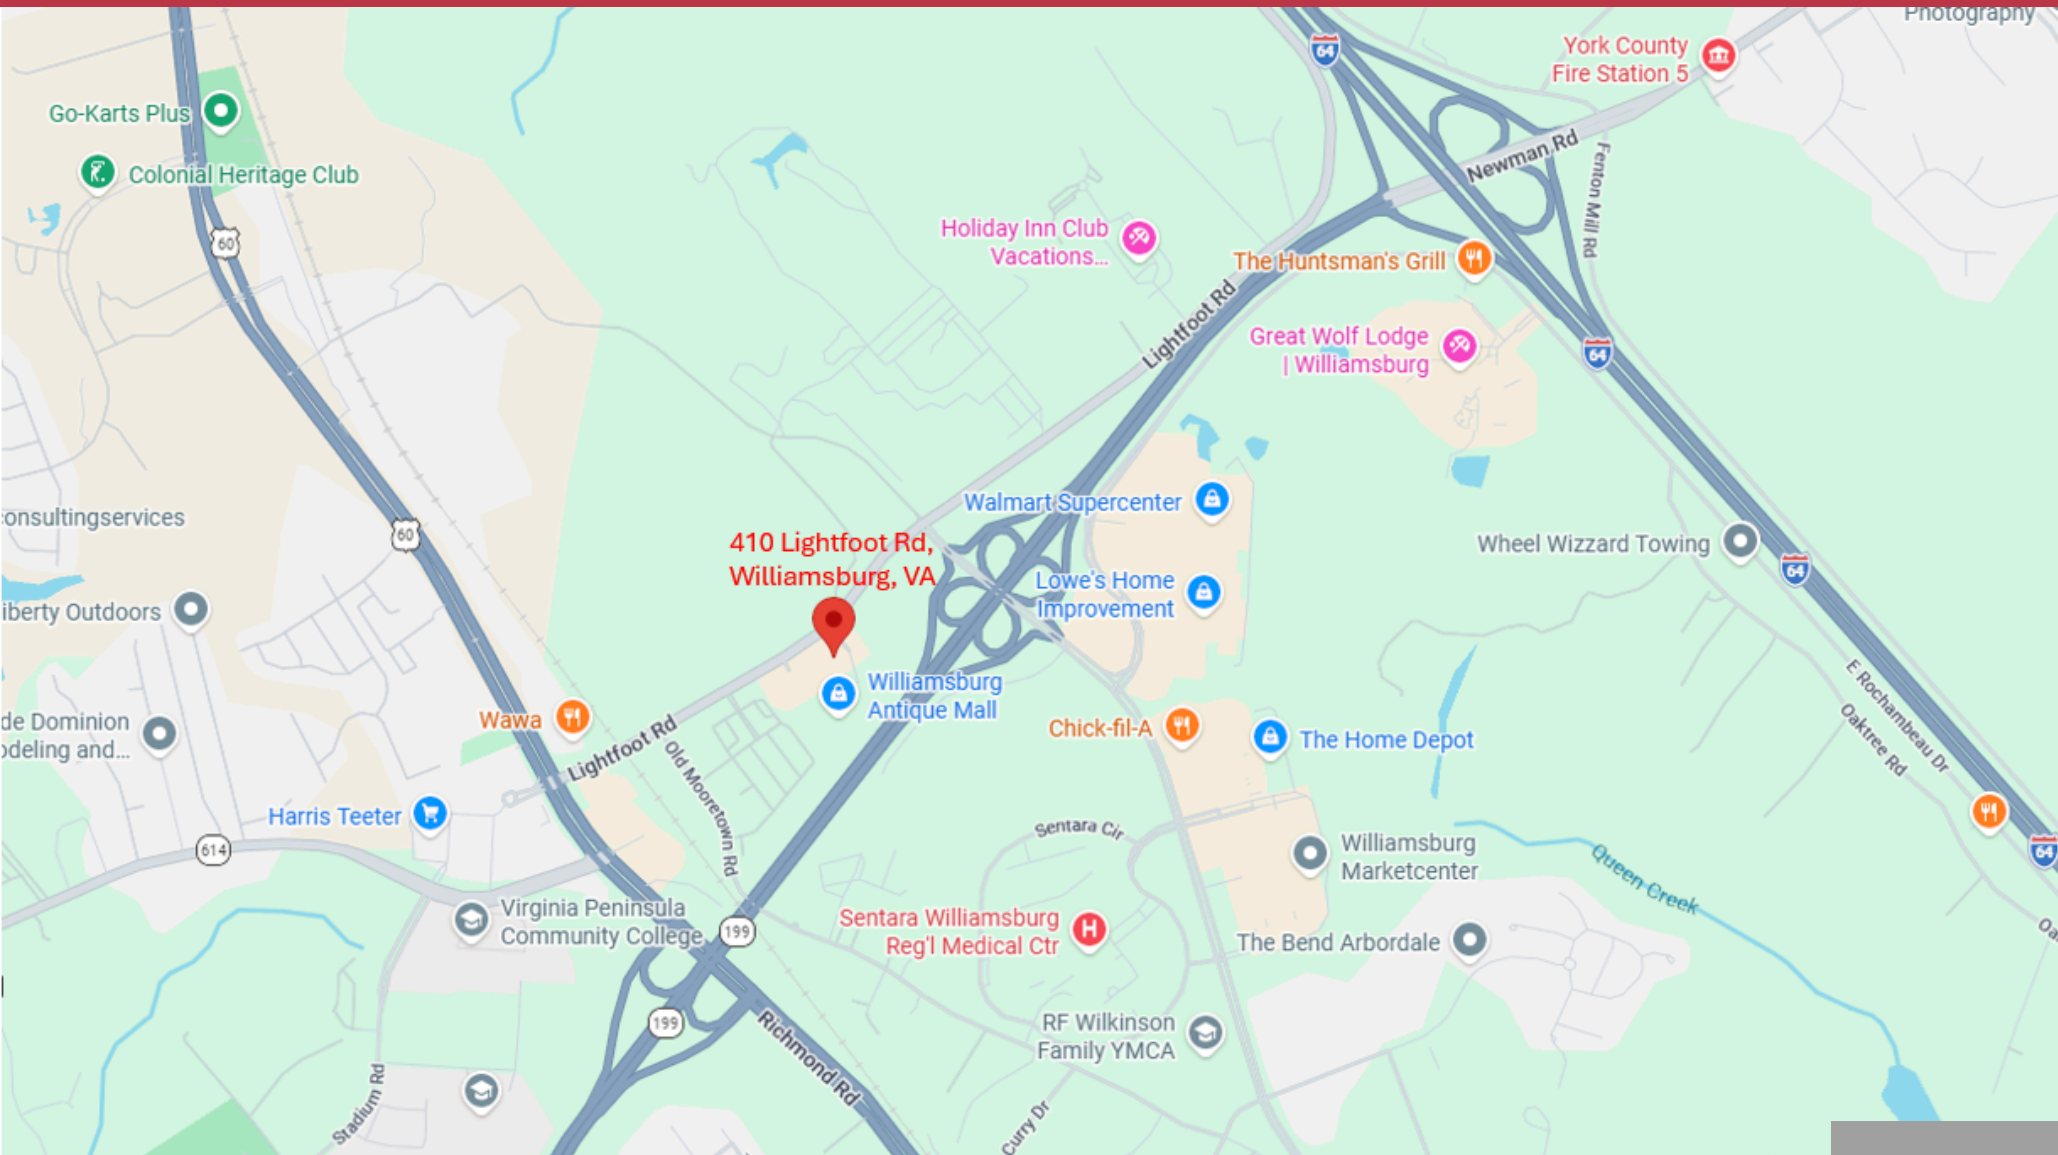 Photography
York County
Fire Station 5
64
Go-Karts Plus
Newman Rd
Colonial Heritage Club
Fenton Mill Rd
Holiday Inn Club
Vacations...
60
The Huntsman's Grill
Lightfoot Rd
Great Wolf Lodge
| Williamsburg
64
Walmart Supercenter
onsultingservices
60
410 Lightfoot Rd,
Williamsburg, VA
Wheel Wizzard Towing
64
Lowe's Home
Improvement
iberty Outdoors
Williamsburg
Antique Mall
E Rochambeau Dr
Oaktree Rd
de Dominion
odeling and...
Wawa
Lightfoot Rd
Old Mooretown Rd
Chick-fil-A
The Home Depot
Harris Teeter
614
Sentara Cir
Williamsburg
Marketcenter
64
Queen Creek
Virginia Peninsula
Community College
199
Sentara Williamsburg
Reg'l Medical Ctr
H
The Bend Arbordale
Oa
199
RF Wilkinson
Family YMCA
Richmond Rd
Stadium Rd
Curry Dr